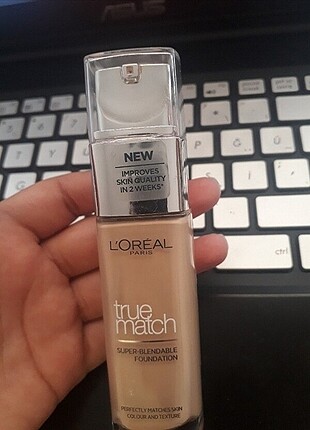 ASUS
NEW
IMPROVES
SKIN QUALITY
IN 2 WEEKS*
L'ORÉAL
PARIS
true
match
SUPER-BLENDABLE
FOUNDATION
PERFECTLY MATCHES SKIN
COLOUR AND TEXTURE